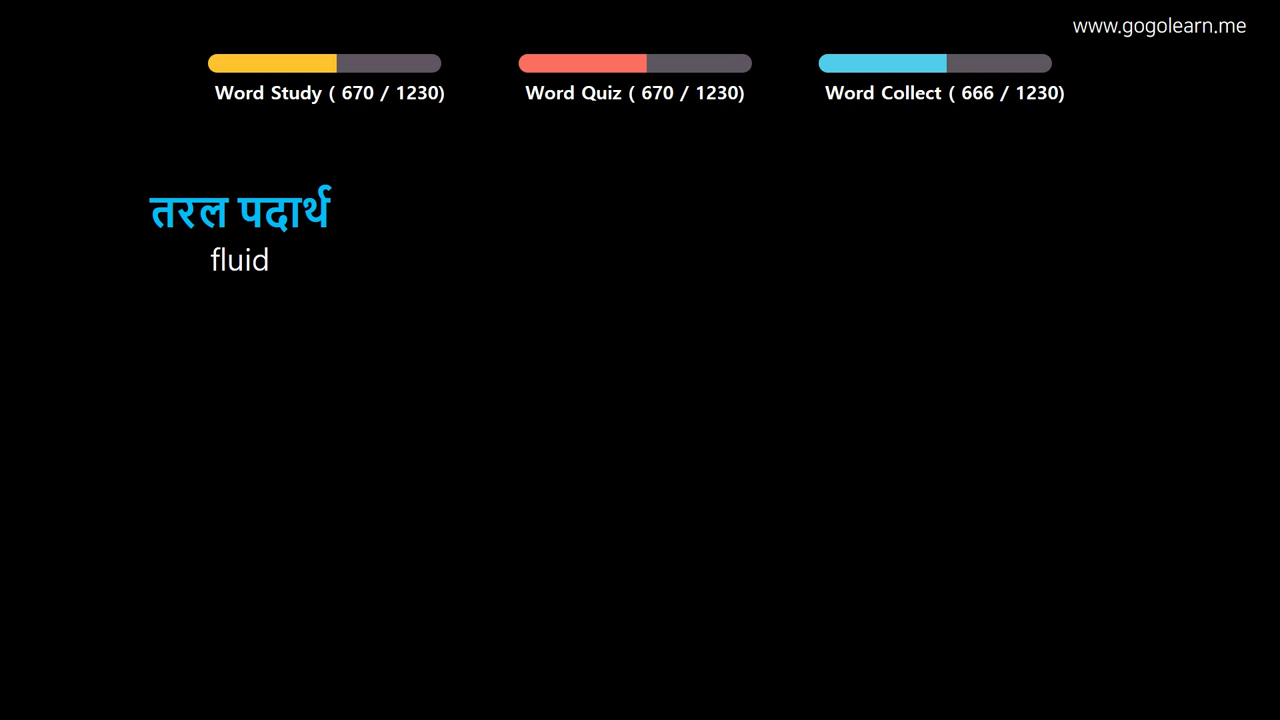 www.gogolearn.me
Word Study ( 670 / 1230)
Word Quiz ( 670 / 1230)
Word Collect ( 666 / 1230)
तरल पदार्थ
fluid